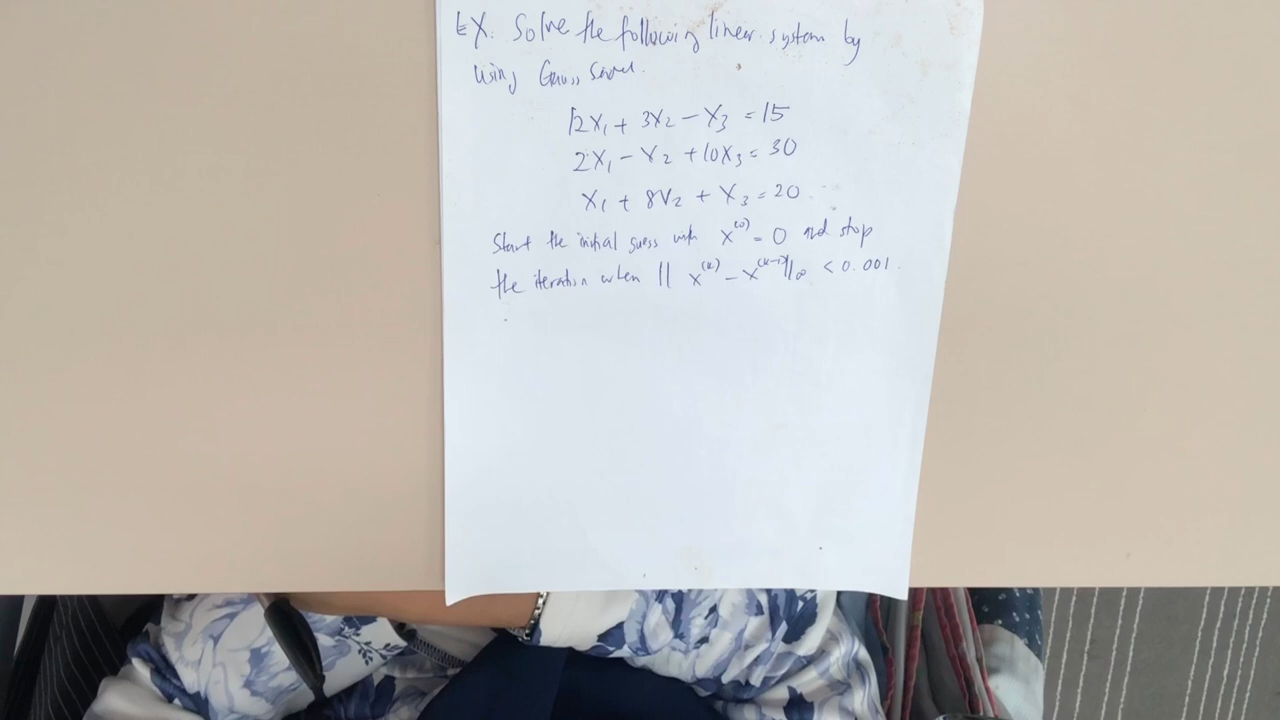 EX. Solve the following linear system by
using Gauss Seidel.
12X₁ + 3X₂ - X₃ = 15
2X₁ - X₂ + 10X₃ = 30
X₁ + 8X₂ + X₃ = 20.
Start the initial guess with X⁽⁰⁾ = 0 and stop
the iteration when || X⁽ᵏ⁾ - X⁽ᵏ⁻¹⁾||∞ < 0.001.